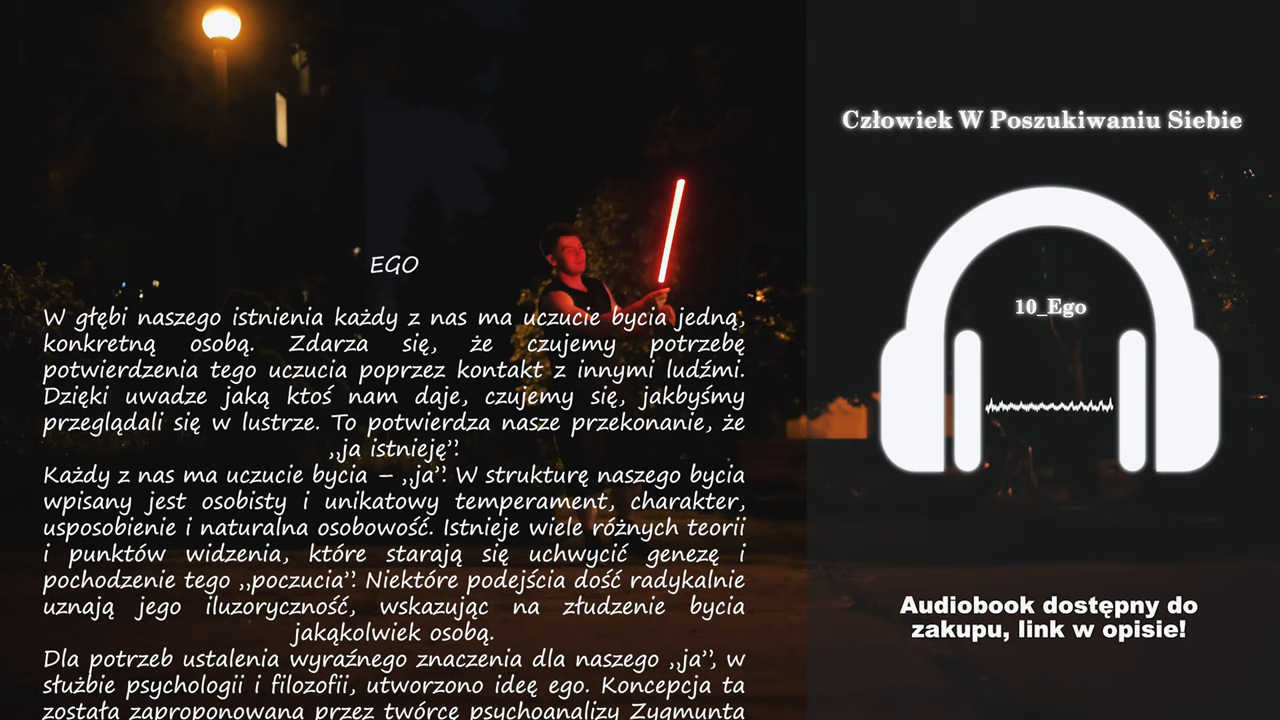 EGO
W głębi naszego istnienia każdy z nas ma uczucie bycia jedną,
konkretną osobą. Zdarza się, że czujemy potrzebę
potwierdzenia tego uczucia poprzez kontakt z innymi ludźmi.
Dzięki uwadze jaką ktoś nam daje, czujemy się, jakbyśmy
przeglądali się w lustrze. To potwierdza nasze przekonanie, że
„ja istnieję”.
Każdy z nas ma uczucie bycia – „ja”. W strukturę naszego bycia
wpisany jest osobisty i unikatowy temperament, charakter,
usposobienie i naturalna osobowość. Istnieje wiele różnych teorii
i punktów widzenia, które starają się uchwycić genezę i
pochodzenie tego „poczucia”. Niektóre podejścia dość radykalnie
uznają jego iluzoryczność, wskazując na złudzenie bycia
jakąkolwiek osobą.
Dla potrzeb ustalenia wyraźnego znaczenia dla naszego „ja”, w
służbie psychologii i filozofii, utworzono ideę ego. Koncepcja ta
została zaproponowana przez twórcę psychoanalizy Zygmunta
Człowiek W Poszukiwaniu Siebie
10_Ego
Audiobook dostępny do
zakupu, link w opisie!